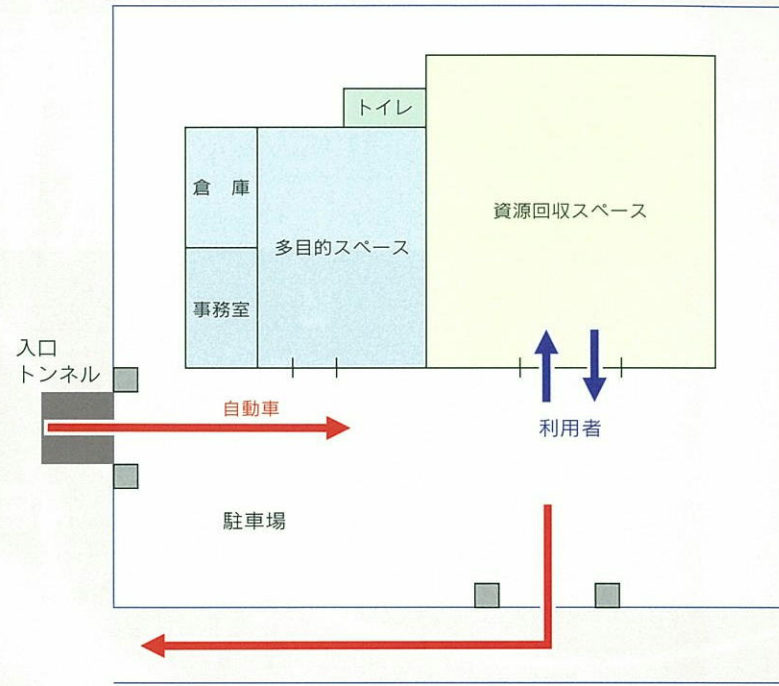 トイレ
倉　庫
多目的スペース
資源回収スペース
事務室
入口
トンネル
自動車
利用者
駐車場